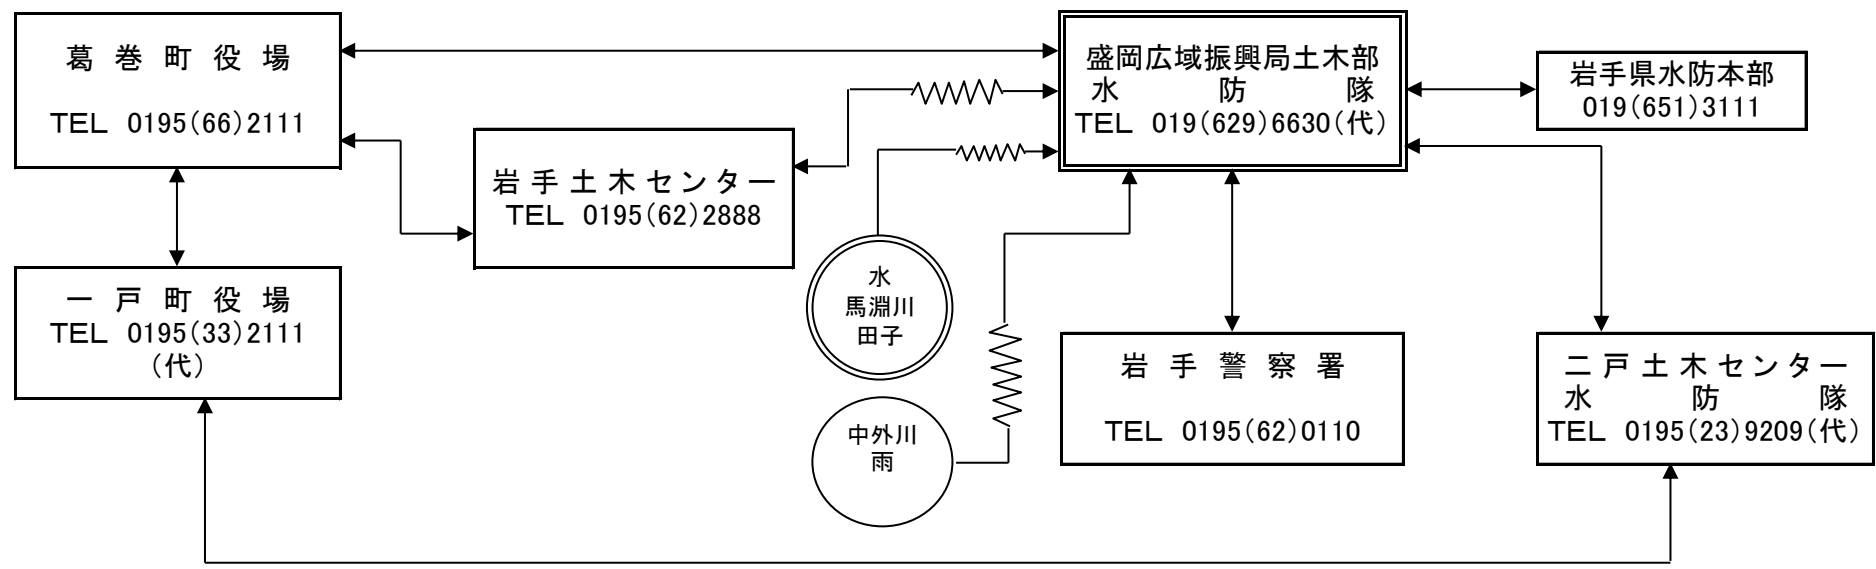 葛巻町役場
TEL 0195(66)2111
盛岡広域振興局土木部
水防隊
TEL 019(629)6630(代)
岩手県水防本部
019(651)3111
岩手土木センター
TEL 0195(62)2888
一戸町役場
TEL 0195(33)2111
(代)
水
馬淵川
田子
中外川
雨
岩手警察署
TEL 0195(62)0110
二戸土木センター
水防隊
TEL 0195(23)9209(代)